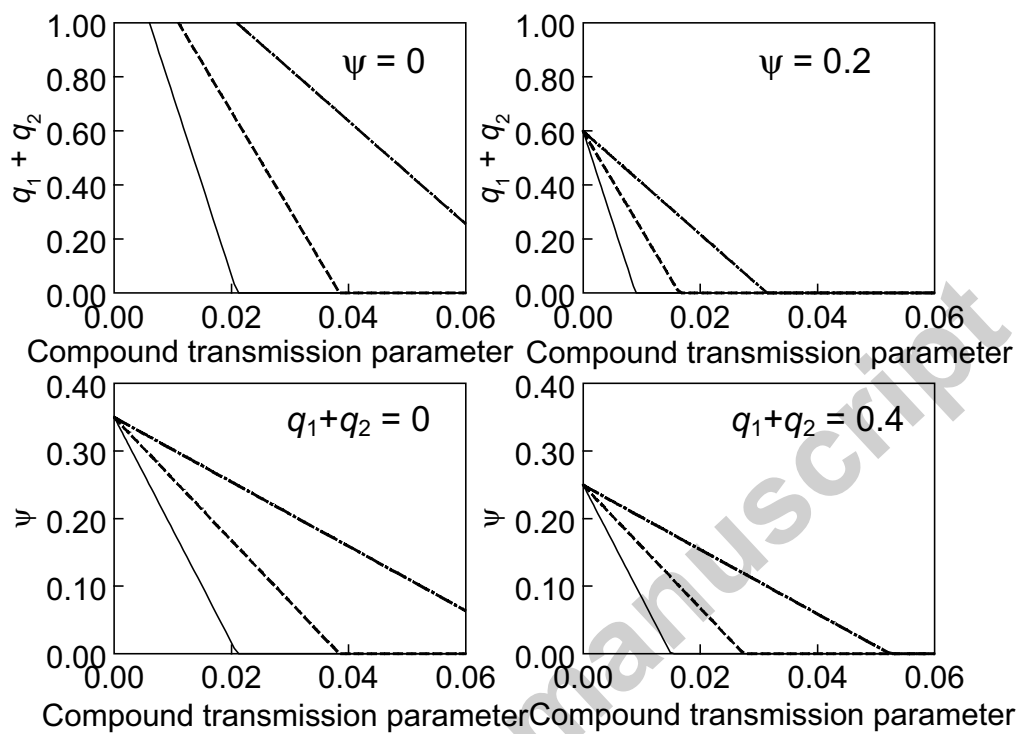 1.00
0.80
0.60
0.40
0.20
0.00
q1 + q2
ψ = 0
0.00 0.02 0.04 0.06
Compound transmission parameter
1.00
0.80
0.60
0.40
0.20
0.00
q1 + q2
ψ = 0.2
0.00 0.02 0.04 0.06
Compound transmission parameter
0.40
0.30
0.20
0.10
0.00
ψ
q1+q2 = 0
0.00 0.02 0.04 0.06
Compound transmission parameter
0.40
0.30
0.20
0.10
0.00
ψ
q1+q2 = 0.4
0.00 0.02 0.04 0.06
Compound transmission parameter
manuscript